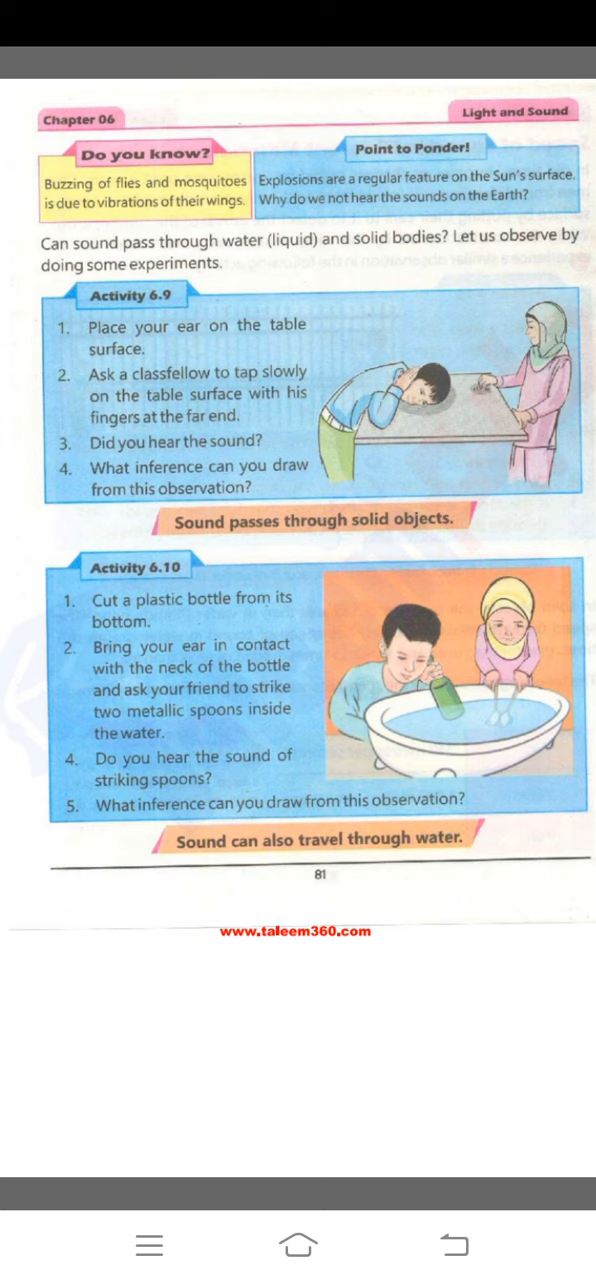 Chapter 06
Light and Sound
Do you know?
Buzzing of flies and mosquitoes
is due to vibrations of their wings.
Point to Ponder!
Explosions are a regular feature on the Sun's surface.
Why do we not hear the sounds on the Earth?
Can sound pass through water (liquid) and solid bodies? Let us observe by
doing some experiments.
Activity 6.9
1. Place your ear on the table
surface.
2. Ask a classfellow to tap slowly
on the table surface with his
fingers at the far end.
3. Did you hear the sound?
4. What inference can you draw
from this observation?
Sound passes through solid objects.
Activity 6.10
1. Cut a plastic bottle from its
bottom.
2. Bring your ear in contact
with the neck of the bottle
and ask your friend to strike
two metallic spoons inside
the water.
4. Do you hear the sound of
striking spoons?
5. What inference can you draw from this observation?
Sound can also travel through water.
81
www.taleem360.com